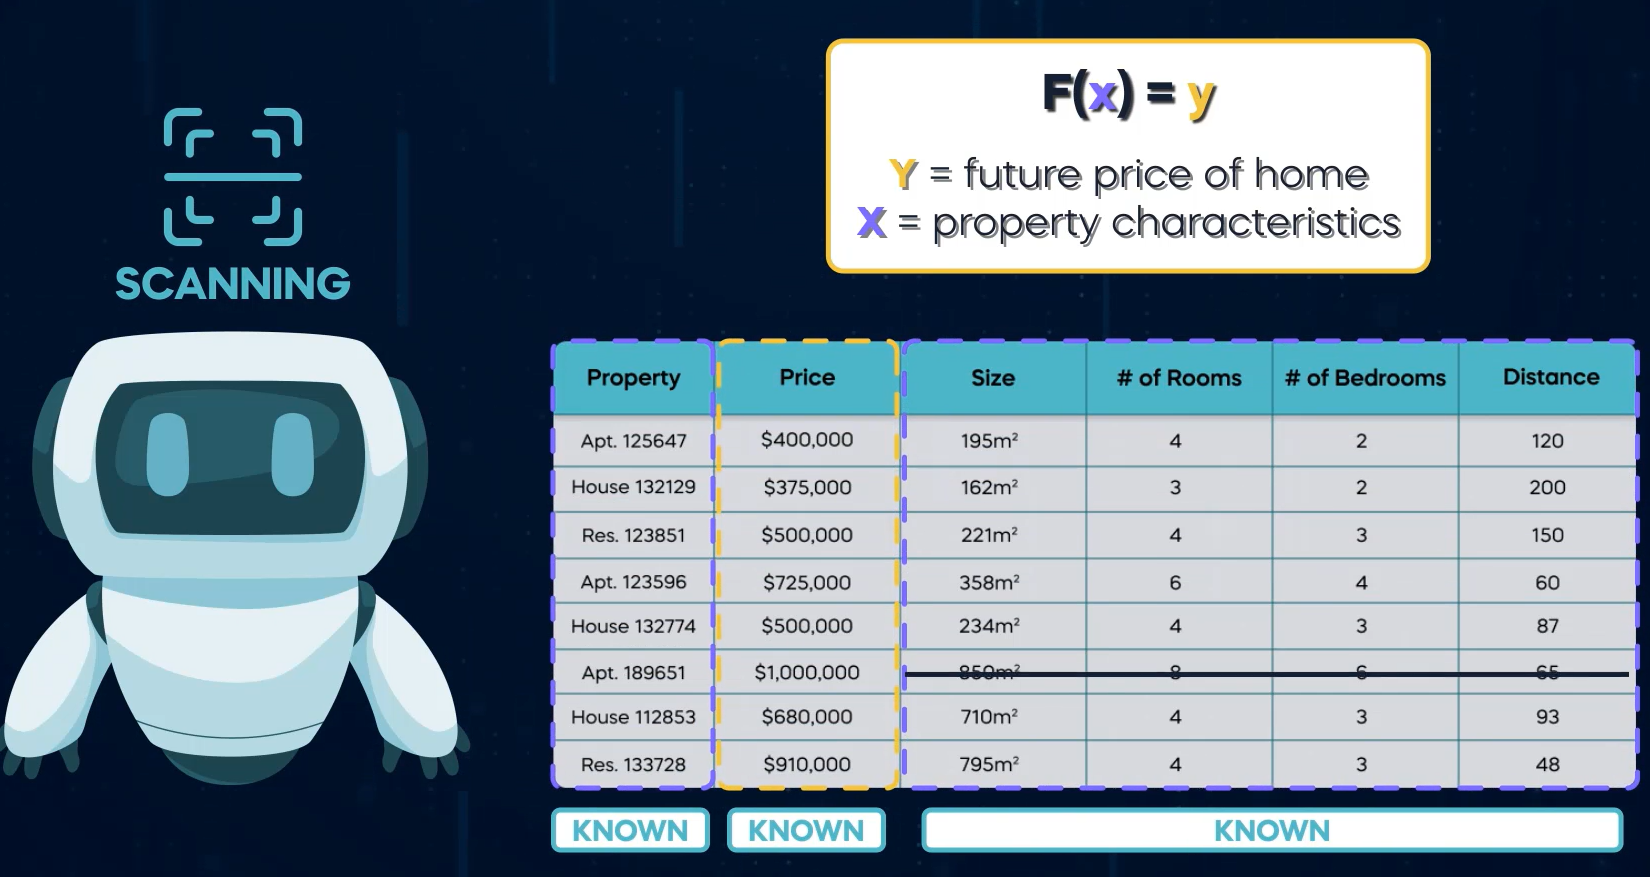 F(x) = y
Y = future price of home
X = property characteristics
SCANNING
Property Price Size # of Rooms # of Bedrooms Distance
Apt. 125647 $400,000 195m² 4 2 120
House 132129 $375,000 162m² 3 2 200
Res. 123851 $500,000 221m² 4 3 150
Apt. 123596 $725,000 358m² 6 4 60
House 132774 $500,000 234m² 4 3 87
Apt. 189651 $1,000,000 850m² 8 6 65
House 112853 $680,000 710m² 4 3 93
Res. 133728 $910,000 795m² 4 3 48
KNOWN KNOWN KNOWN